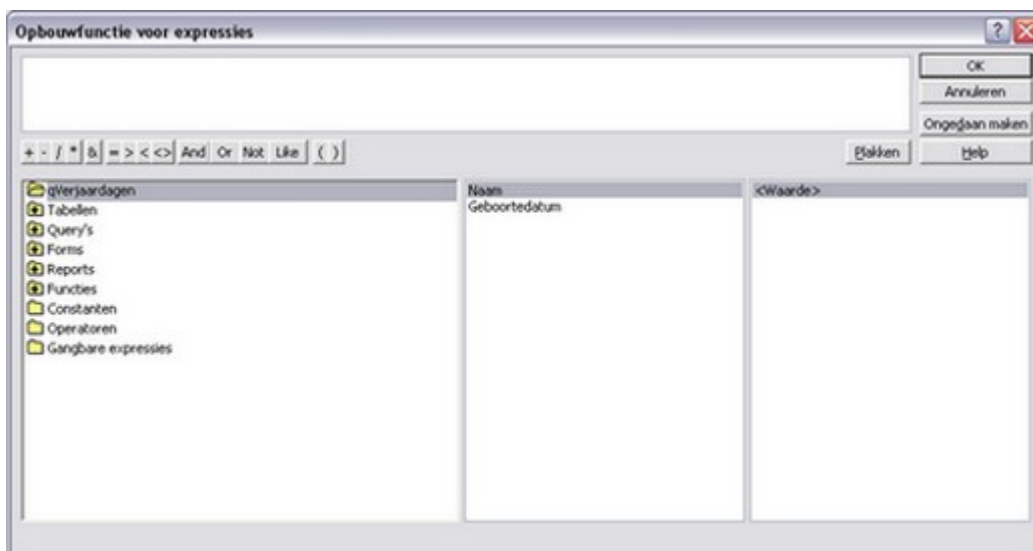 Opbouwfunctie voor expressies
OK
Annuleren
Ongedaan maken
+ - / * & = > < <> And Or Not Like ( ) Plakken Help
qVerjaardagen Naam <Waarde>
Tabellen Geboortedatum
Query's
Forms
Reports
Functies
Constanten
Operatoren
Gangbare expressies